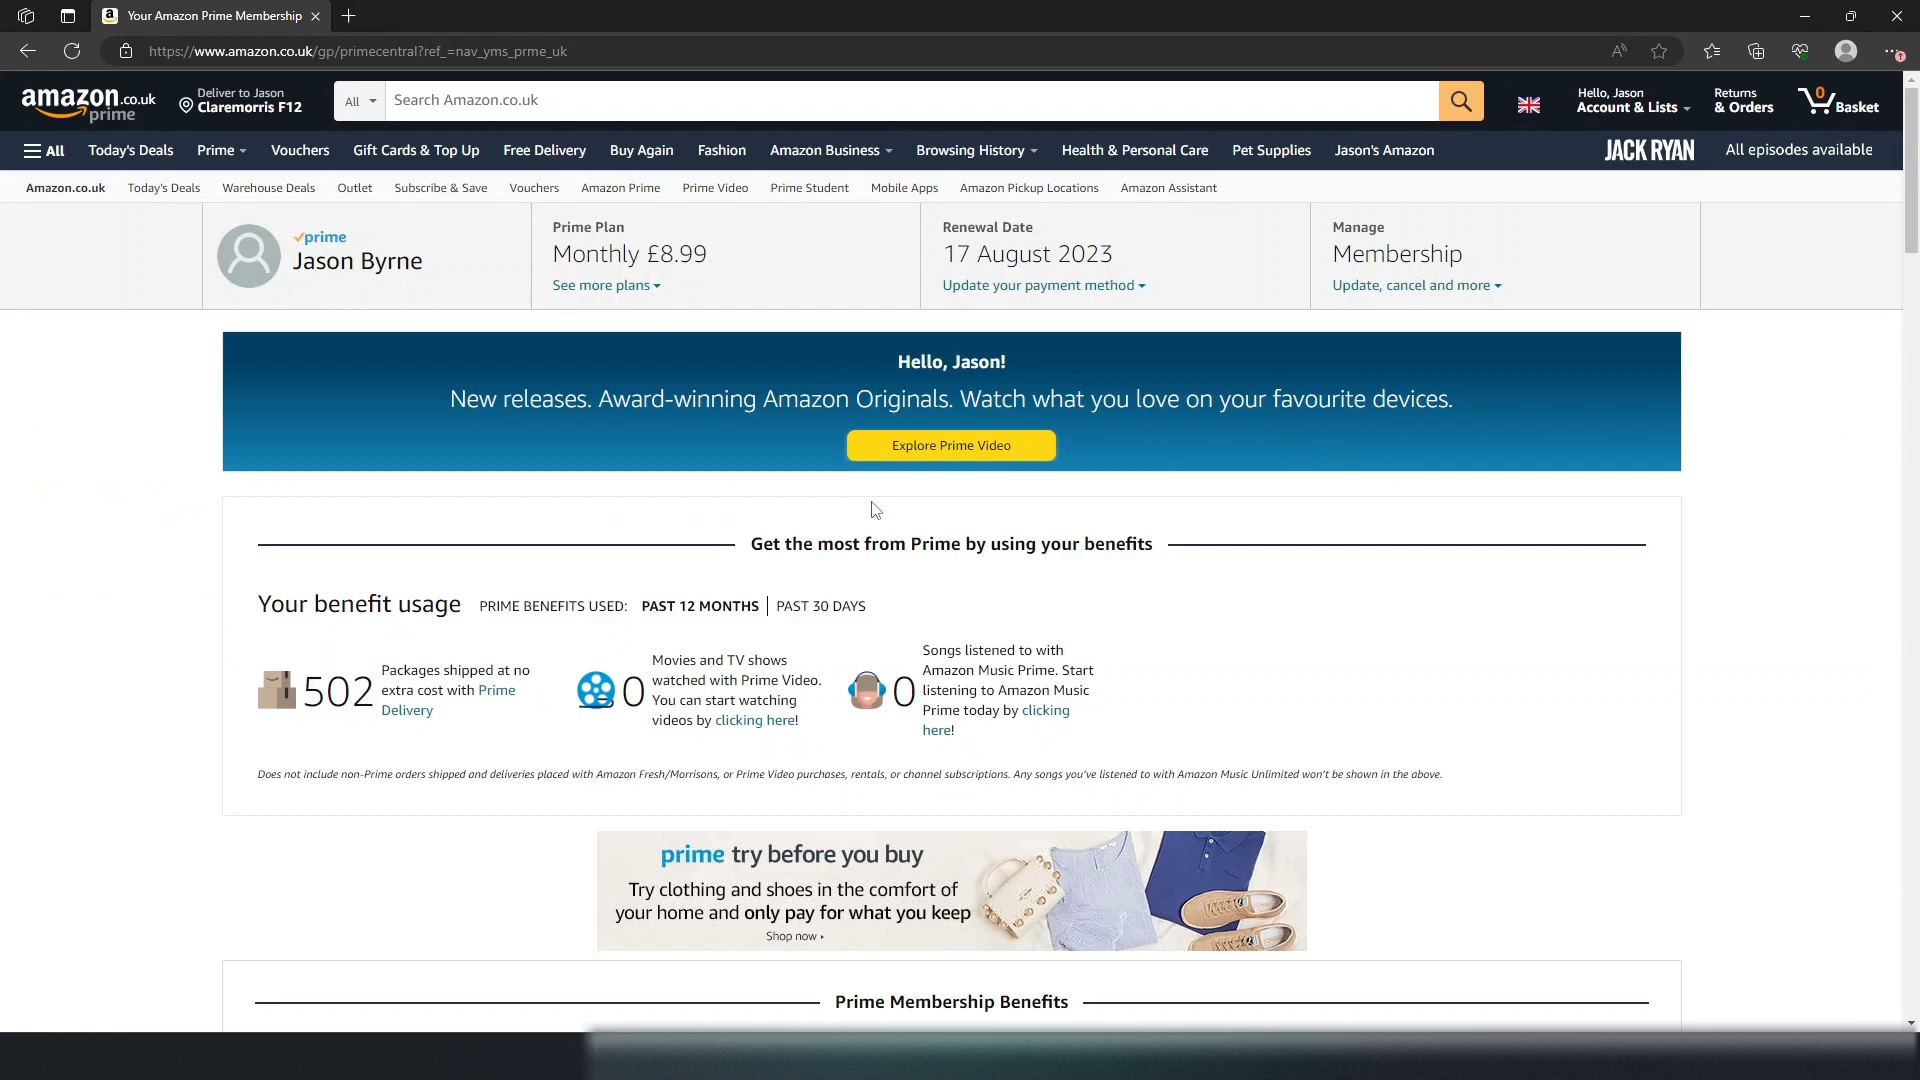 Your Amazon Prime Membership
https://www.amazon.co.uk/gp/primecentral?ref_=nav_yms_prme_uk
amazon.co.uk
prime
Deliver to Jason
Claremorris F12
All
Search Amazon.co.uk
Hello, Jason
Account & Lists
Returns
& Orders
0
Basket
All
Today's Deals
Prime
Vouchers
Gift Cards & Top Up
Free Delivery
Buy Again
Fashion
Amazon Business
Browsing History
Health & Personal Care
Pet Supplies
Jason's Amazon
JACK RYAN
All episodes available
Amazon.co.uk
Today's Deals
Warehouse Deals
Outlet
Subscribe & Save
Vouchers
Amazon Prime
Prime Video
Prime Student
Mobile Apps
Amazon Pickup Locations
Amazon Assistant
prime
Jason Byrne
Prime Plan
Monthly £8.99
See more plans
Renewal Date
17 August 2023
Update your payment method
Manage
Membership
Update, cancel and more
Hello, Jason!
New releases. Award-winning Amazon Originals. Watch what you love on your favourite devices.
Explore Prime Video
Get the most from Prime by using your benefits
Your benefit usage
PRIME BENEFITS USED: PAST 12 MONTHS | PAST 30 DAYS
502
Packages shipped at no
extra cost with Prime
Delivery
0
Movies and TV shows
watched with Prime Video.
You can start watching
videos by clicking here!
0
Songs listened to with
Amazon Music Prime. Start
listening to Amazon Music
Prime today by clicking
here!
Does not include non-Prime orders shipped and deliveries placed with Amazon Fresh/Morrisons, or Prime Video purchases, rentals, or channel subscriptions. Any songs you've listened to with Amazon Music Unlimited won't be shown in the above.
prime try before you buy
Try clothing and shoes in the comfort of
your home and only pay for what you keep
Shop now
Prime Membership Benefits